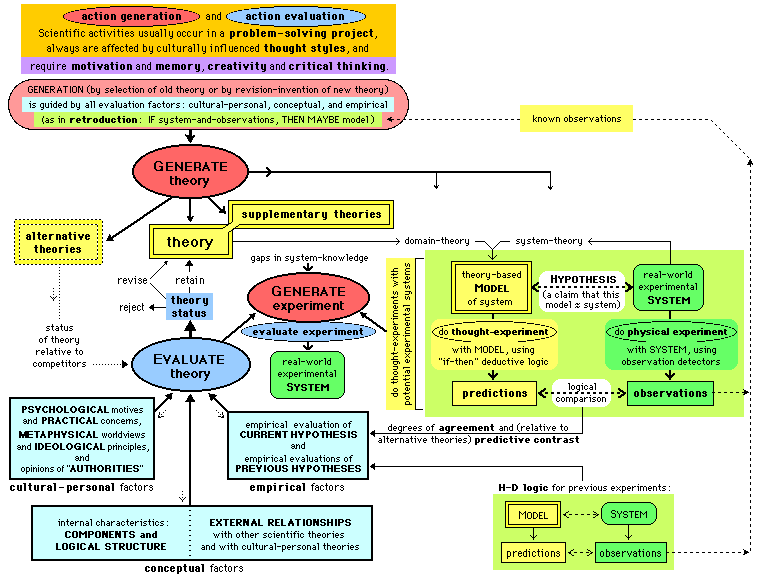 action generation and action evaluation
Scientific activities usually occur in a problem-solving project,
always are affected by culturally influenced thought styles, and
require motivation and memory, creativity and critical thinking.
GENERATION (by selection of old theory or by revision-invention of new theory)
is guided by all evaluation factors: cultural-personal, conceptual, and empirical
(as in retroduction: IF system-and-observations, THEN MAYBE model)
known observations
GENERATE
theory
supplementary theories
alternative
theories
theory
domain-theory
system-theory
gaps in system-knowledge
revise
retain
reject
theory
status
GENERATE
experiment
evaluate experiment
real-world
experimental
SYSTEM
do thought-experiments with
potential experimental systems
theory-based
MODEL
of system
HYPOTHESIS
(a claim that this
model ≈ system)
real-world
experimental
SYSTEM
do thought-experiment
with MODEL, using
"if-then" deductive logic
do physical experiment
with SYSTEM, using
observation detectors
predictions
logical
comparison
observations
status
of theory
relative to
competitors
EVALUATE
theory
PSYCHOLOGICAL motives
and PRACTICAL concerns,
METAPHYSICAL worldviews
and IDEOLOGICAL principles,
and
opinions of "AUTHORITIES"
cultural-personal factors
empirical evaluation of
CURRENT HYPOTHESIS
and
empirical evaluations of
PREVIOUS HYPOTHESES
empirical factors
degrees of agreement and (relative to
alternative theories) predictive contrast
H-D logic for previous experiments:
MODEL
SYSTEM
predictions
observations
internal characteristics:
COMPONENTS and
LOGICAL STRUCTURE
EXTERNAL RELATIONSHIPS
with other scientific theories
and with cultural-personal theories
conceptual factors